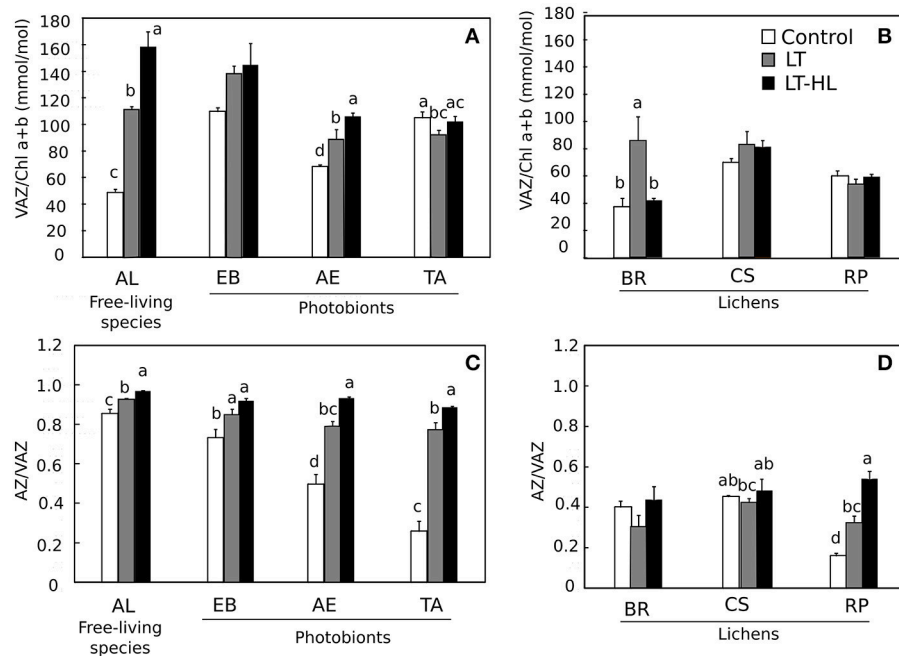 A
VAZ/Chl a+b (mmol/mol)
180
160
140
120
100
80
60
40
20
0
c
b
a
d
b
a
a
bc
ac
AL
EB
AE
TA
Free-living
species
Photobionts
B
Control
LT
LT-HL
VAZ/Chl a+b (mmol/mol)
180
160
140
120
100
80
60
40
20
0
b
a
b
BR
CS
RP
Lichens
C
AZ/VAZ
1.2
1.0
0.8
0.6
0.4
0.2
0
c
b
a
b
a
a
d
bc
a
c
b
a
AL
EB
AE
TA
Free-living
species
Photobionts
D
AZ/VAZ
1.2
1.0
0.8
0.6
0.4
0.2
0
ab
bc
ab
d
bc
a
BR
CS
RP
Lichens